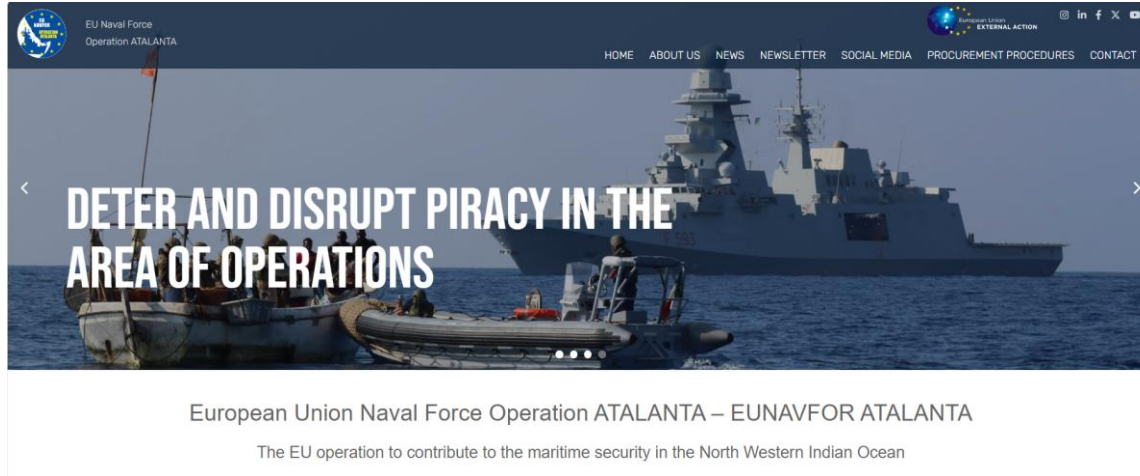 EU Naval Force
Operation ATALANTA
European Union
EXTERNAL ACTION
HOME ABOUT US NEWS NEWSLETTER SOCIAL MEDIA PROCUREMENT PROCEDURES CONTACT
DETER AND DISRUPT PIRACY IN THE
AREA OF OPERATIONS
F 593
European Union Naval Force Operation ATALANTA – EUNAVFOR ATALANTA
The EU operation to contribute to the maritime security in the North Western Indian Ocean